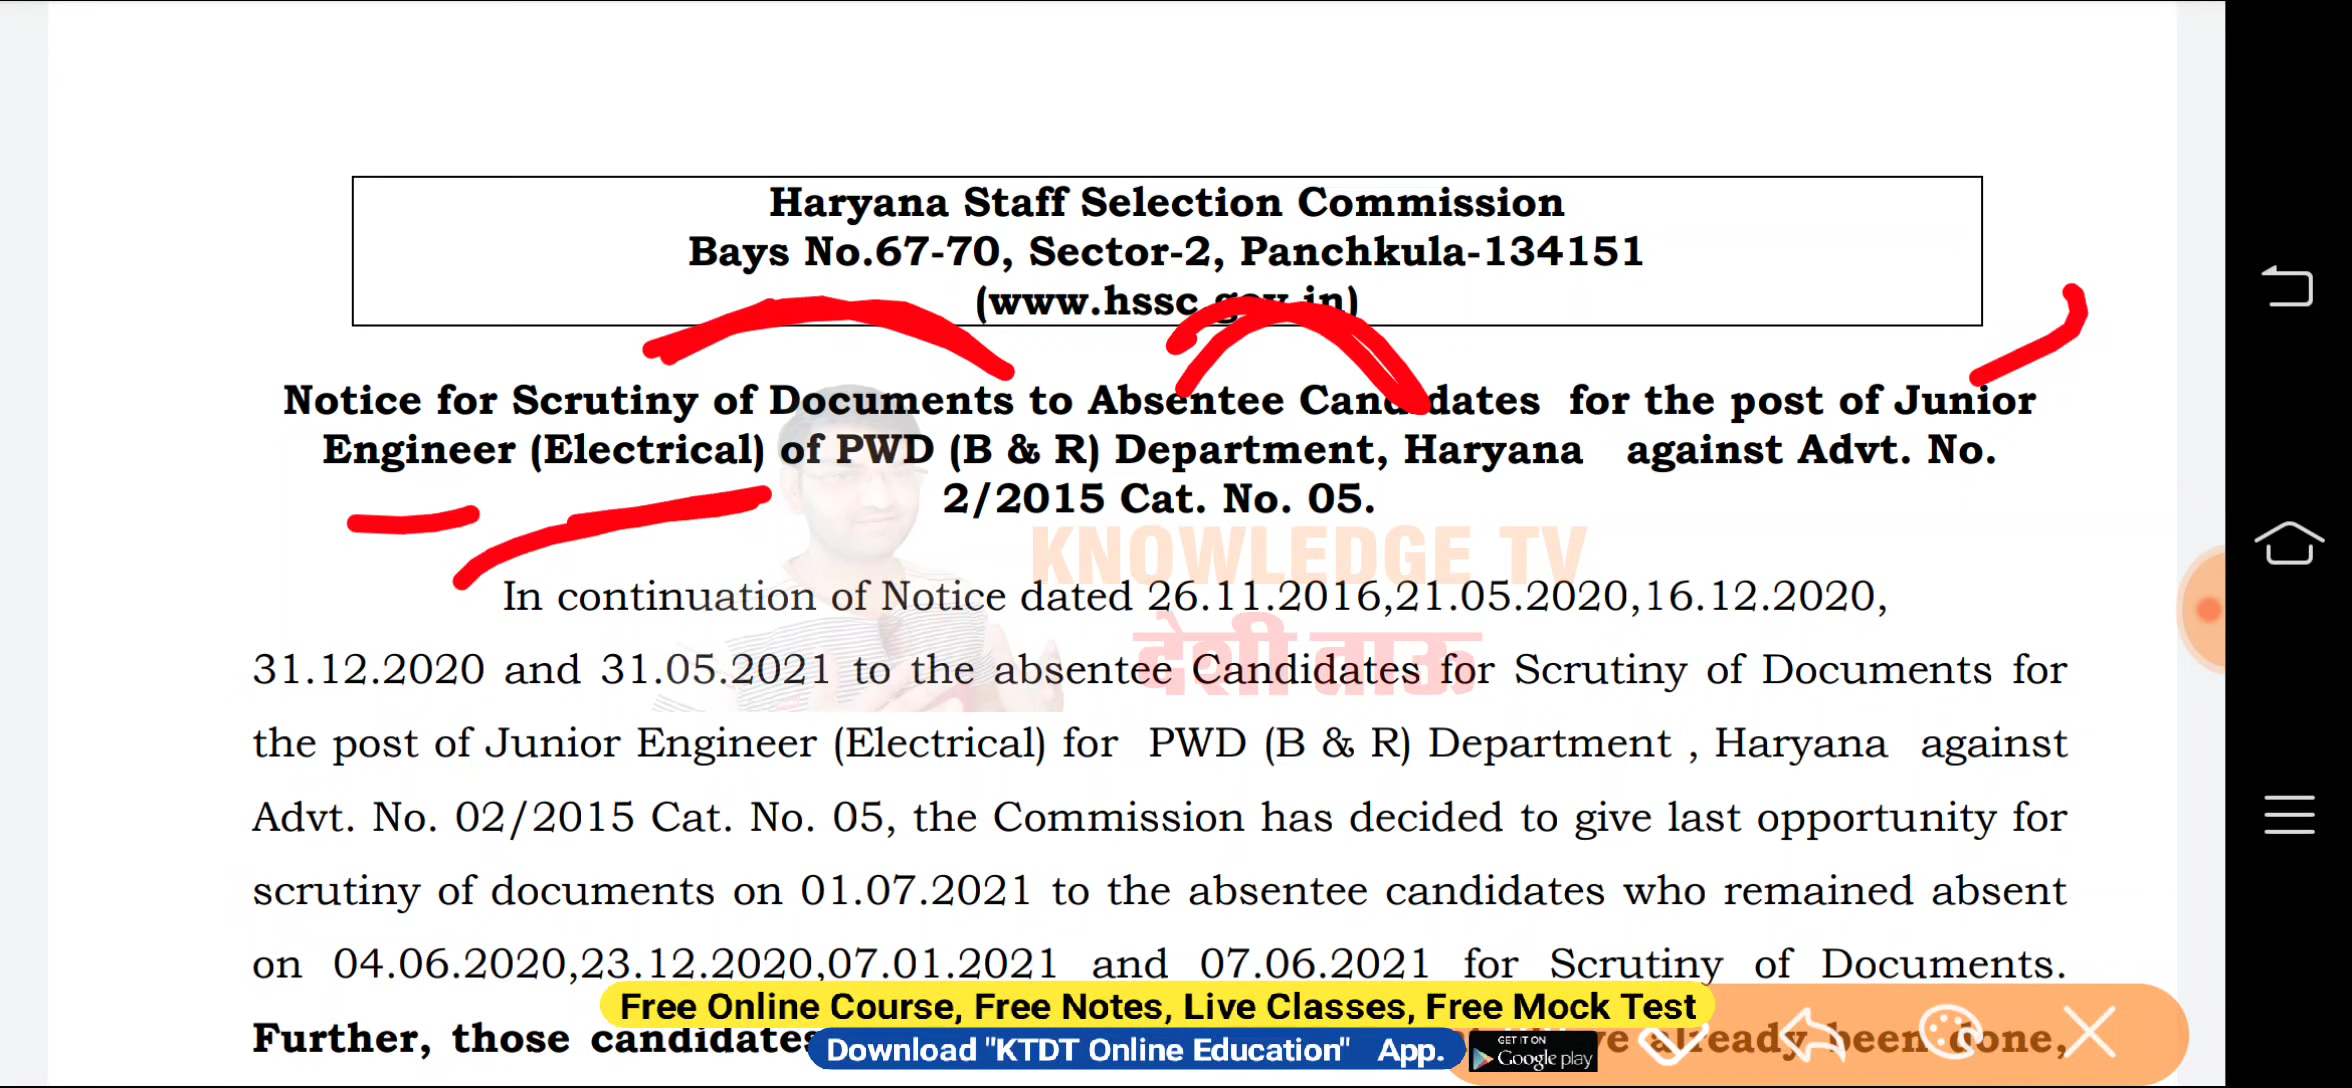 Haryana Staff Selection Commission
Bays No.67-70, Sector-2, Panchkula-134151
(www.hssc.gov.in)
Notice for Scrutiny of Documents to Absentee Candidates for the post of Junior
Engineer (Electrical) of PWD (B & R) Department, Haryana against Advt. No.
2/2015 Cat. No. 05.
KNOWLEDGE TV
In continuation of Notice dated 26.11.2016,21.05.2020,16.12.2020,
देशी ताऊ
31.12.2020 and 31.05.2021 to the absentee Candidates for Scrutiny of Documents for
the post of Junior Engineer (Electrical) for PWD (B & R) Department , Haryana against
Advt. No. 02/2015 Cat. No. 05, the Commission has decided to give last opportunity for
scrutiny of documents on 01.07.2021 to the absentee candidates who remained absent
on 04.06.2020,23.12.2020,07.01.2021 and 07.06.2021 for Scrutiny of Documents.
Free Online Course, Free Notes, Live Classes, Free Mock Test
Further, those candidates already been done,
Download "KTDT Online Education" App.
GET IT ON
Google play